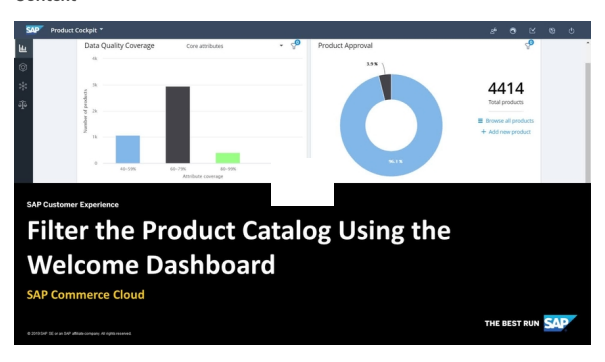 Content
SAP Product Cockpit
Data Quality Coverage
Core attributes
Product Approval
4k
3k
2k
1k
0
Number of products
40-59%
60-79%
80-99%
Attribute coverage
3.9 %
96.1 %
4414
Total products
Browse all products
+ Add new product
SAP Customer Experience
Filter the Product Catalog Using the
Welcome Dashboard
SAP Commerce Cloud
THE BEST RUN SAP
© 2019 SAP SE or an SAP affiliate company. All rights reserved.